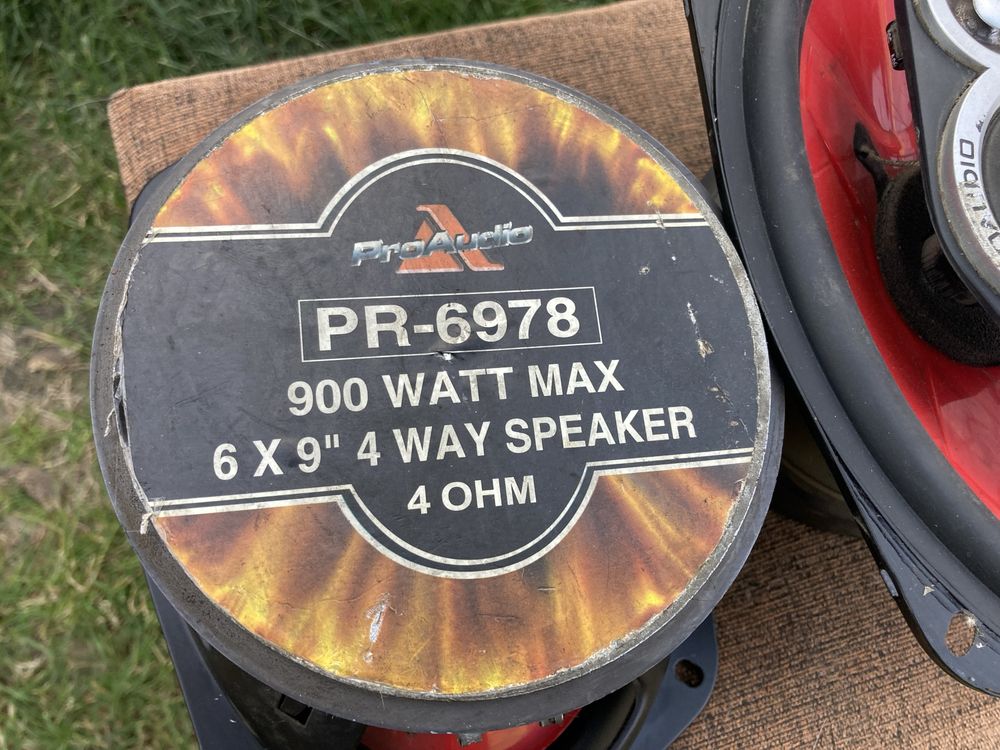 ProAudio
PR-6978
900 WATT MAX
6 X 9" 4 WAY SPEAKER
4 OHM